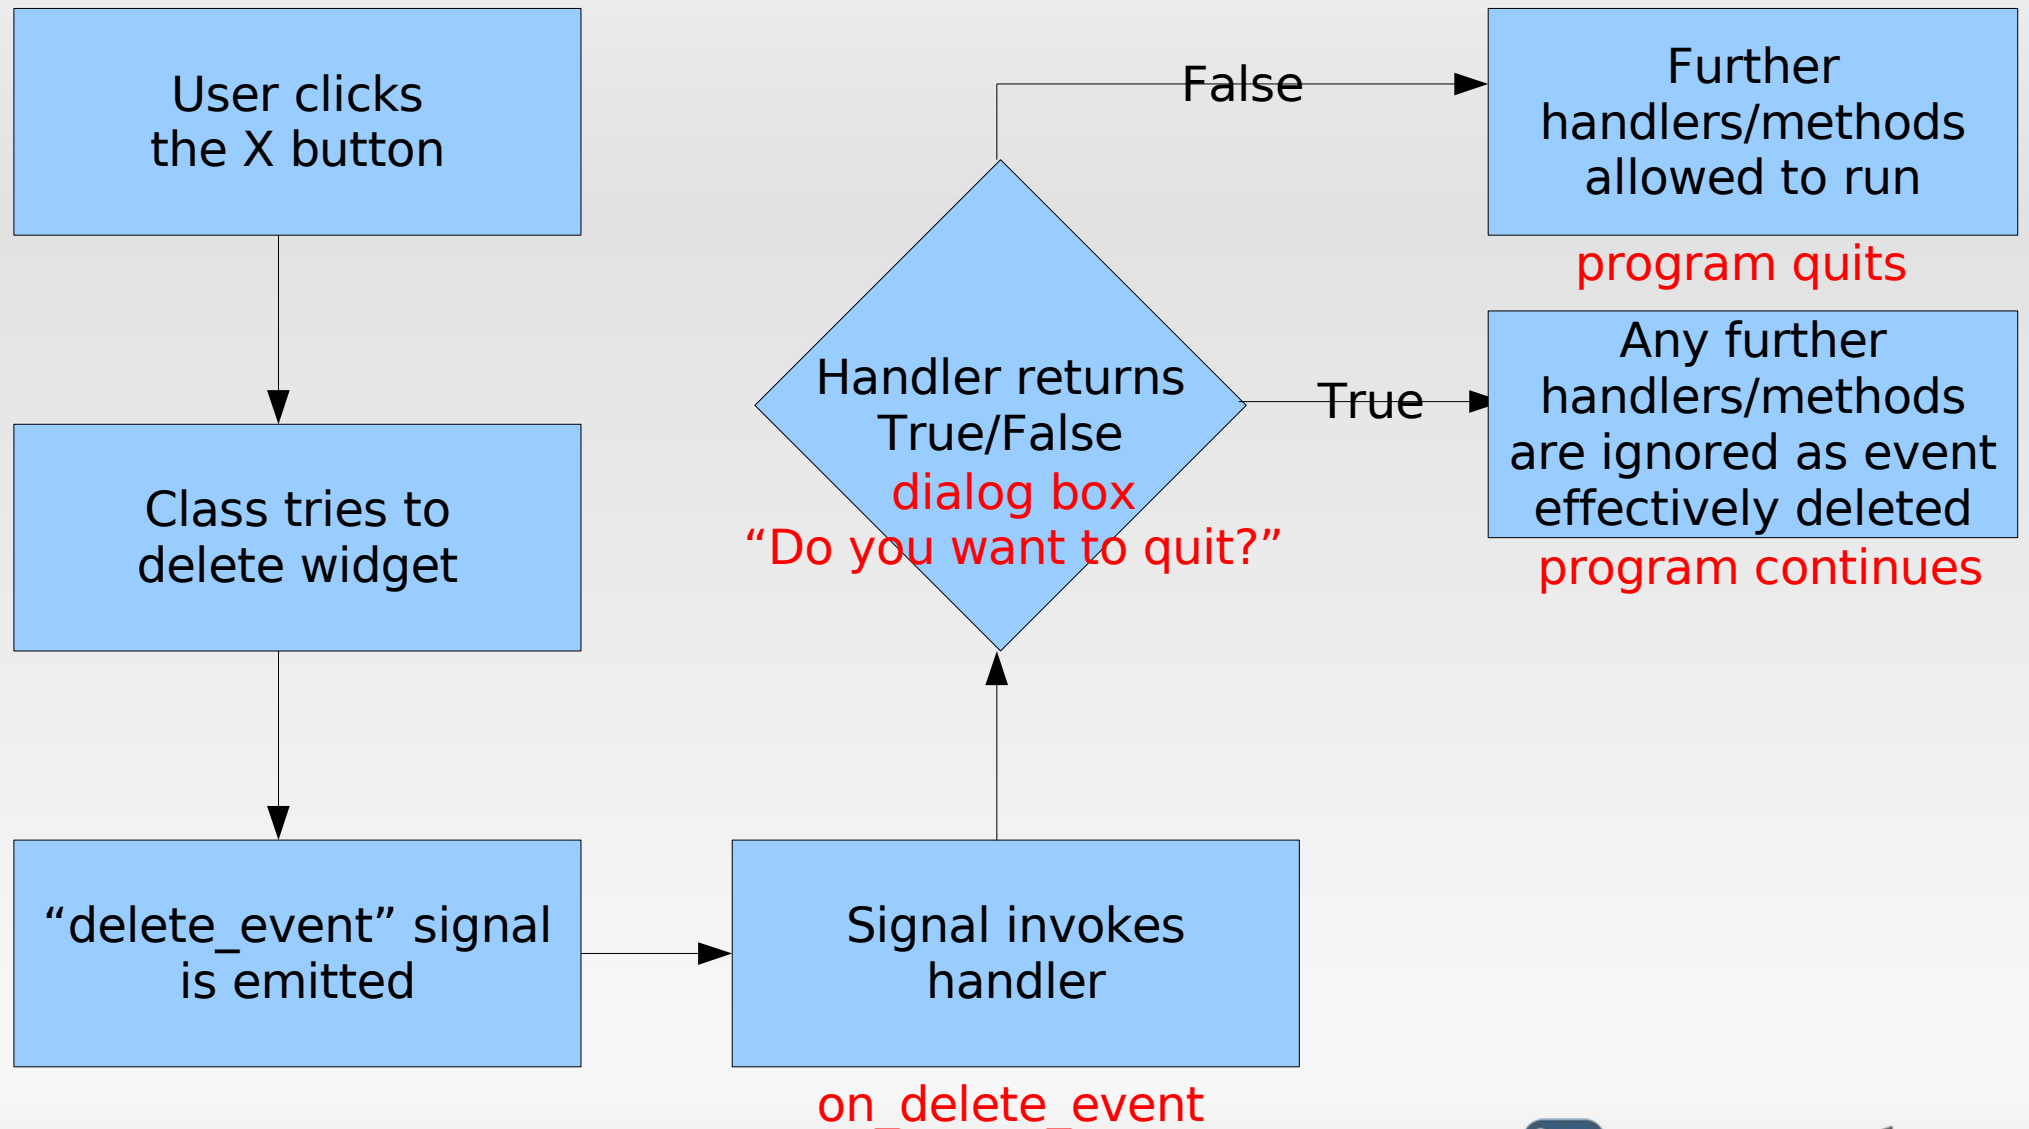 User clicks
the X button
Class tries to
delete widget
“delete_event” signal
is emitted
Signal invokes
handler
on_delete_event
Handler returns
True/False
dialog box
“Do you want to quit?”
False
Further
handlers/methods
allowed to run
program quits
True
Any further
handlers/methods
are ignored as event
effectively deleted
program continues